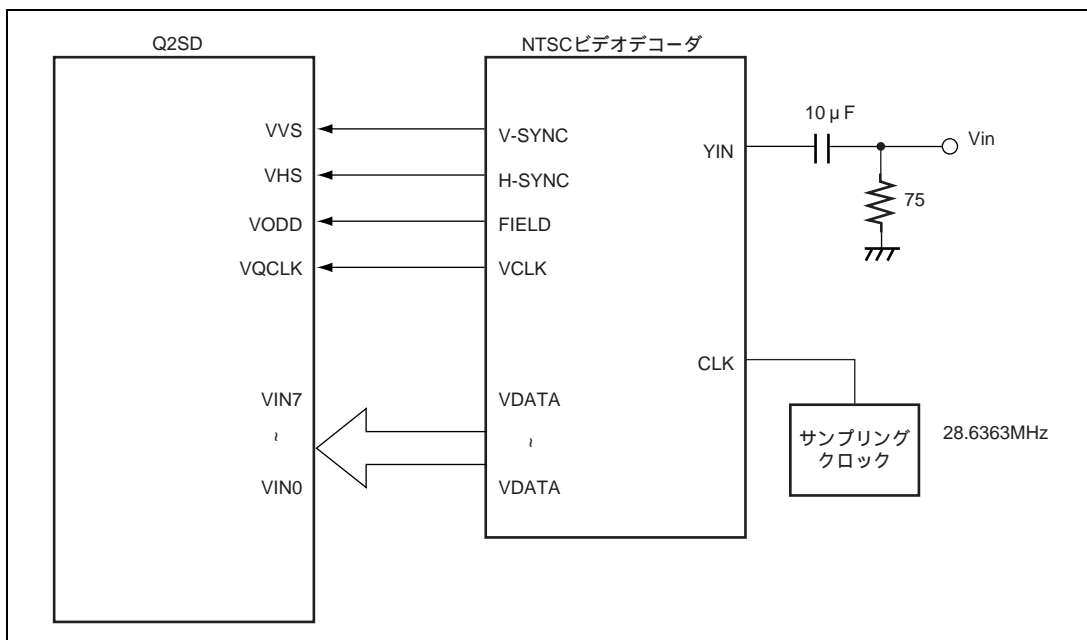 Q2SD
NTSCビデオデコーダ
VVS
V-SYNC
VHS
H-SYNC
VODD
FIELD
VQCLK
VCLK
VIN7
~
VIN0
VDATA
~
VDATA
YIN
10 μ F
Vin
75
CLK
サンプリング
クロック
28.6363MHz